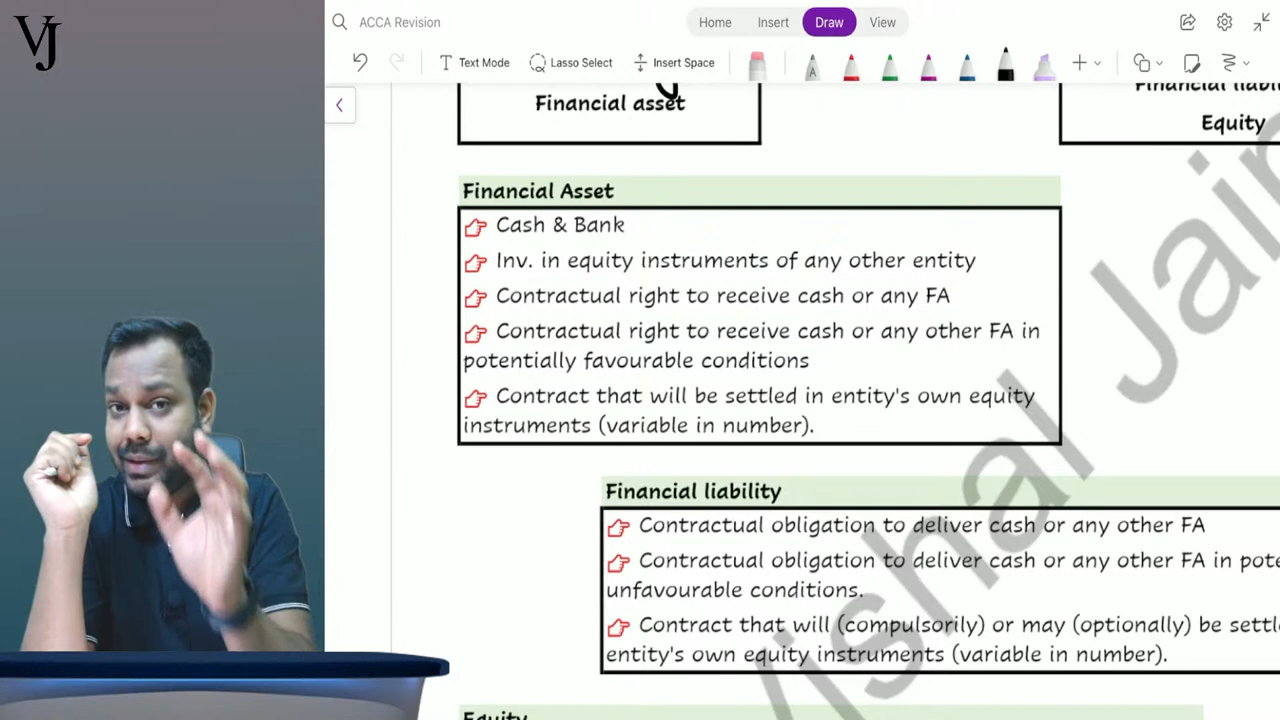 VJ
ACCA Revision
Home Insert Draw View
Text Mode Lasso Select Insert Space
A
Financial asset
Equity
Financial Asset
Cash & Bank
Inv. in equity instruments of any other entity
Contractual right to receive cash or any FA
Contractual right to receive cash or any other FA in
potentially favourable conditions
Contract that will be settled in entity's own equity
instruments (variable in number).
Financial liability
Contractual obligation to deliver cash or any other FA
Contractual obligation to deliver cash or any other FA in pote
unfavourable conditions.
Contract that will (compulsorily) or may (optionally) be settl
entity's own equity instruments (variable in number).
Equity
Vishal Jain